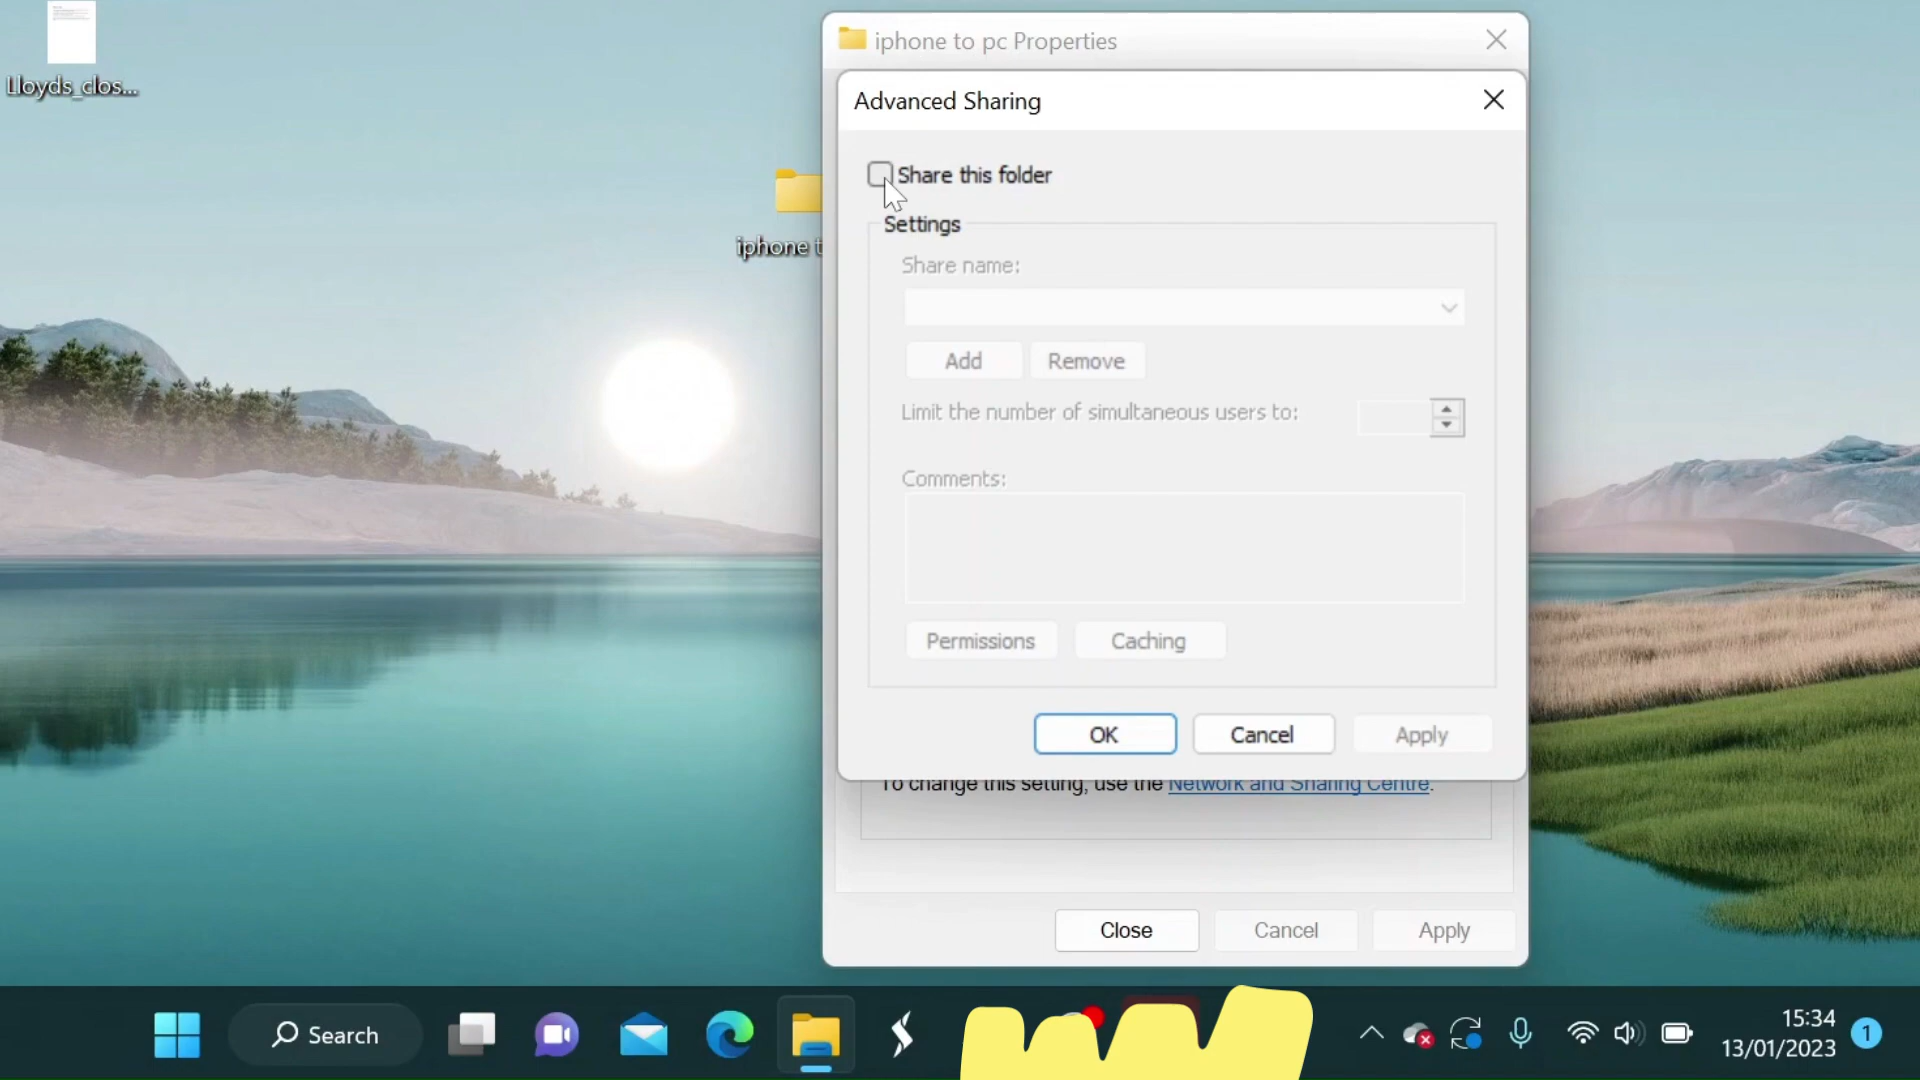 Lloyds_clos...
iphone t
iphone to pc Properties
Advanced Sharing
Share this folder
Settings
Share name:
Add
Remove
Limit the number of simultaneous users to:
Comments:
Permissions
Caching
OK
Cancel
Apply
To change this setting, use the Network and Sharing Centre.
Close
Cancel
Apply
Search
15:34
13/01/2023
1